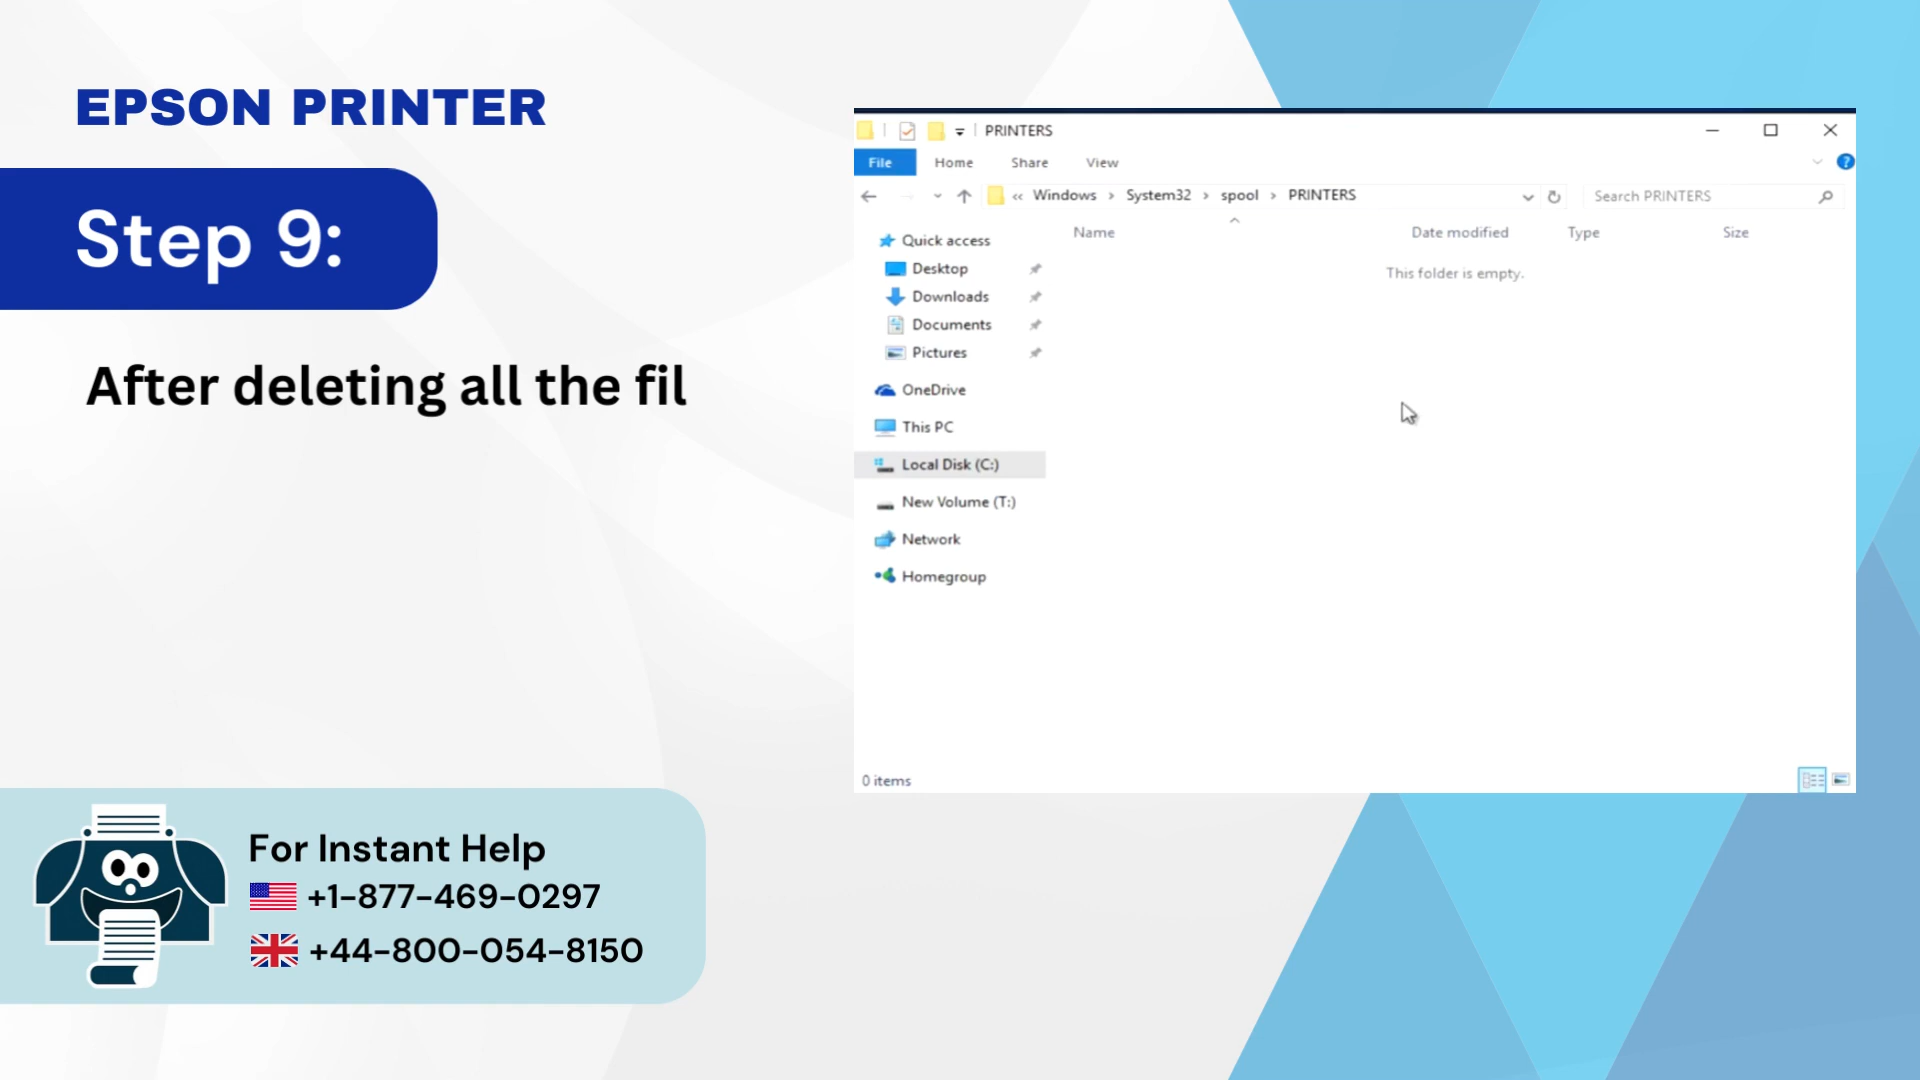 EPSON PRINTER
Step 9:
After deleting all the fil
For Instant Help
+1-877-469-0297
+44-800-054-8150
PRINTERS
File Home Share View
« Windows › System32 › spool › PRINTERS
Search PRINTERS
Name Date modified Type Size
This folder is empty.
Quick access
Desktop
Downloads
Documents
Pictures
OneDrive
This PC
Local Disk (C:)
New Volume (T:)
Network
Homegroup
0 items